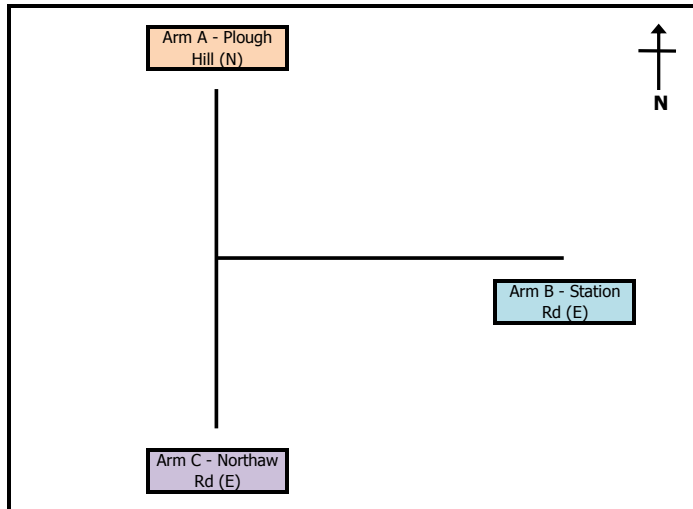 Arm A - Plough
Hill (N)
N
Arm B - Station
Rd (E)
Arm C - Northaw
Rd (E)